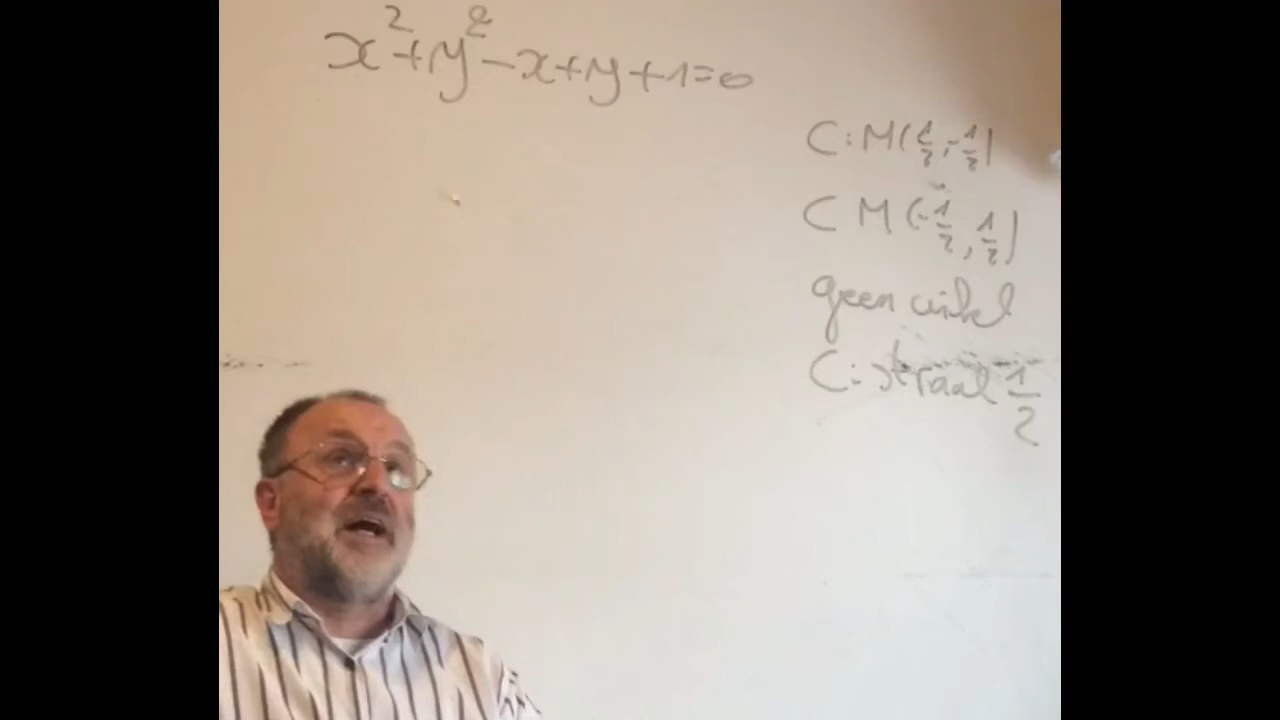 x²+y²-x+y+1=0
C: M(1/2, -1/2)
C M(-1/2, 1/2)
geen cirkel
C: straal 1/2